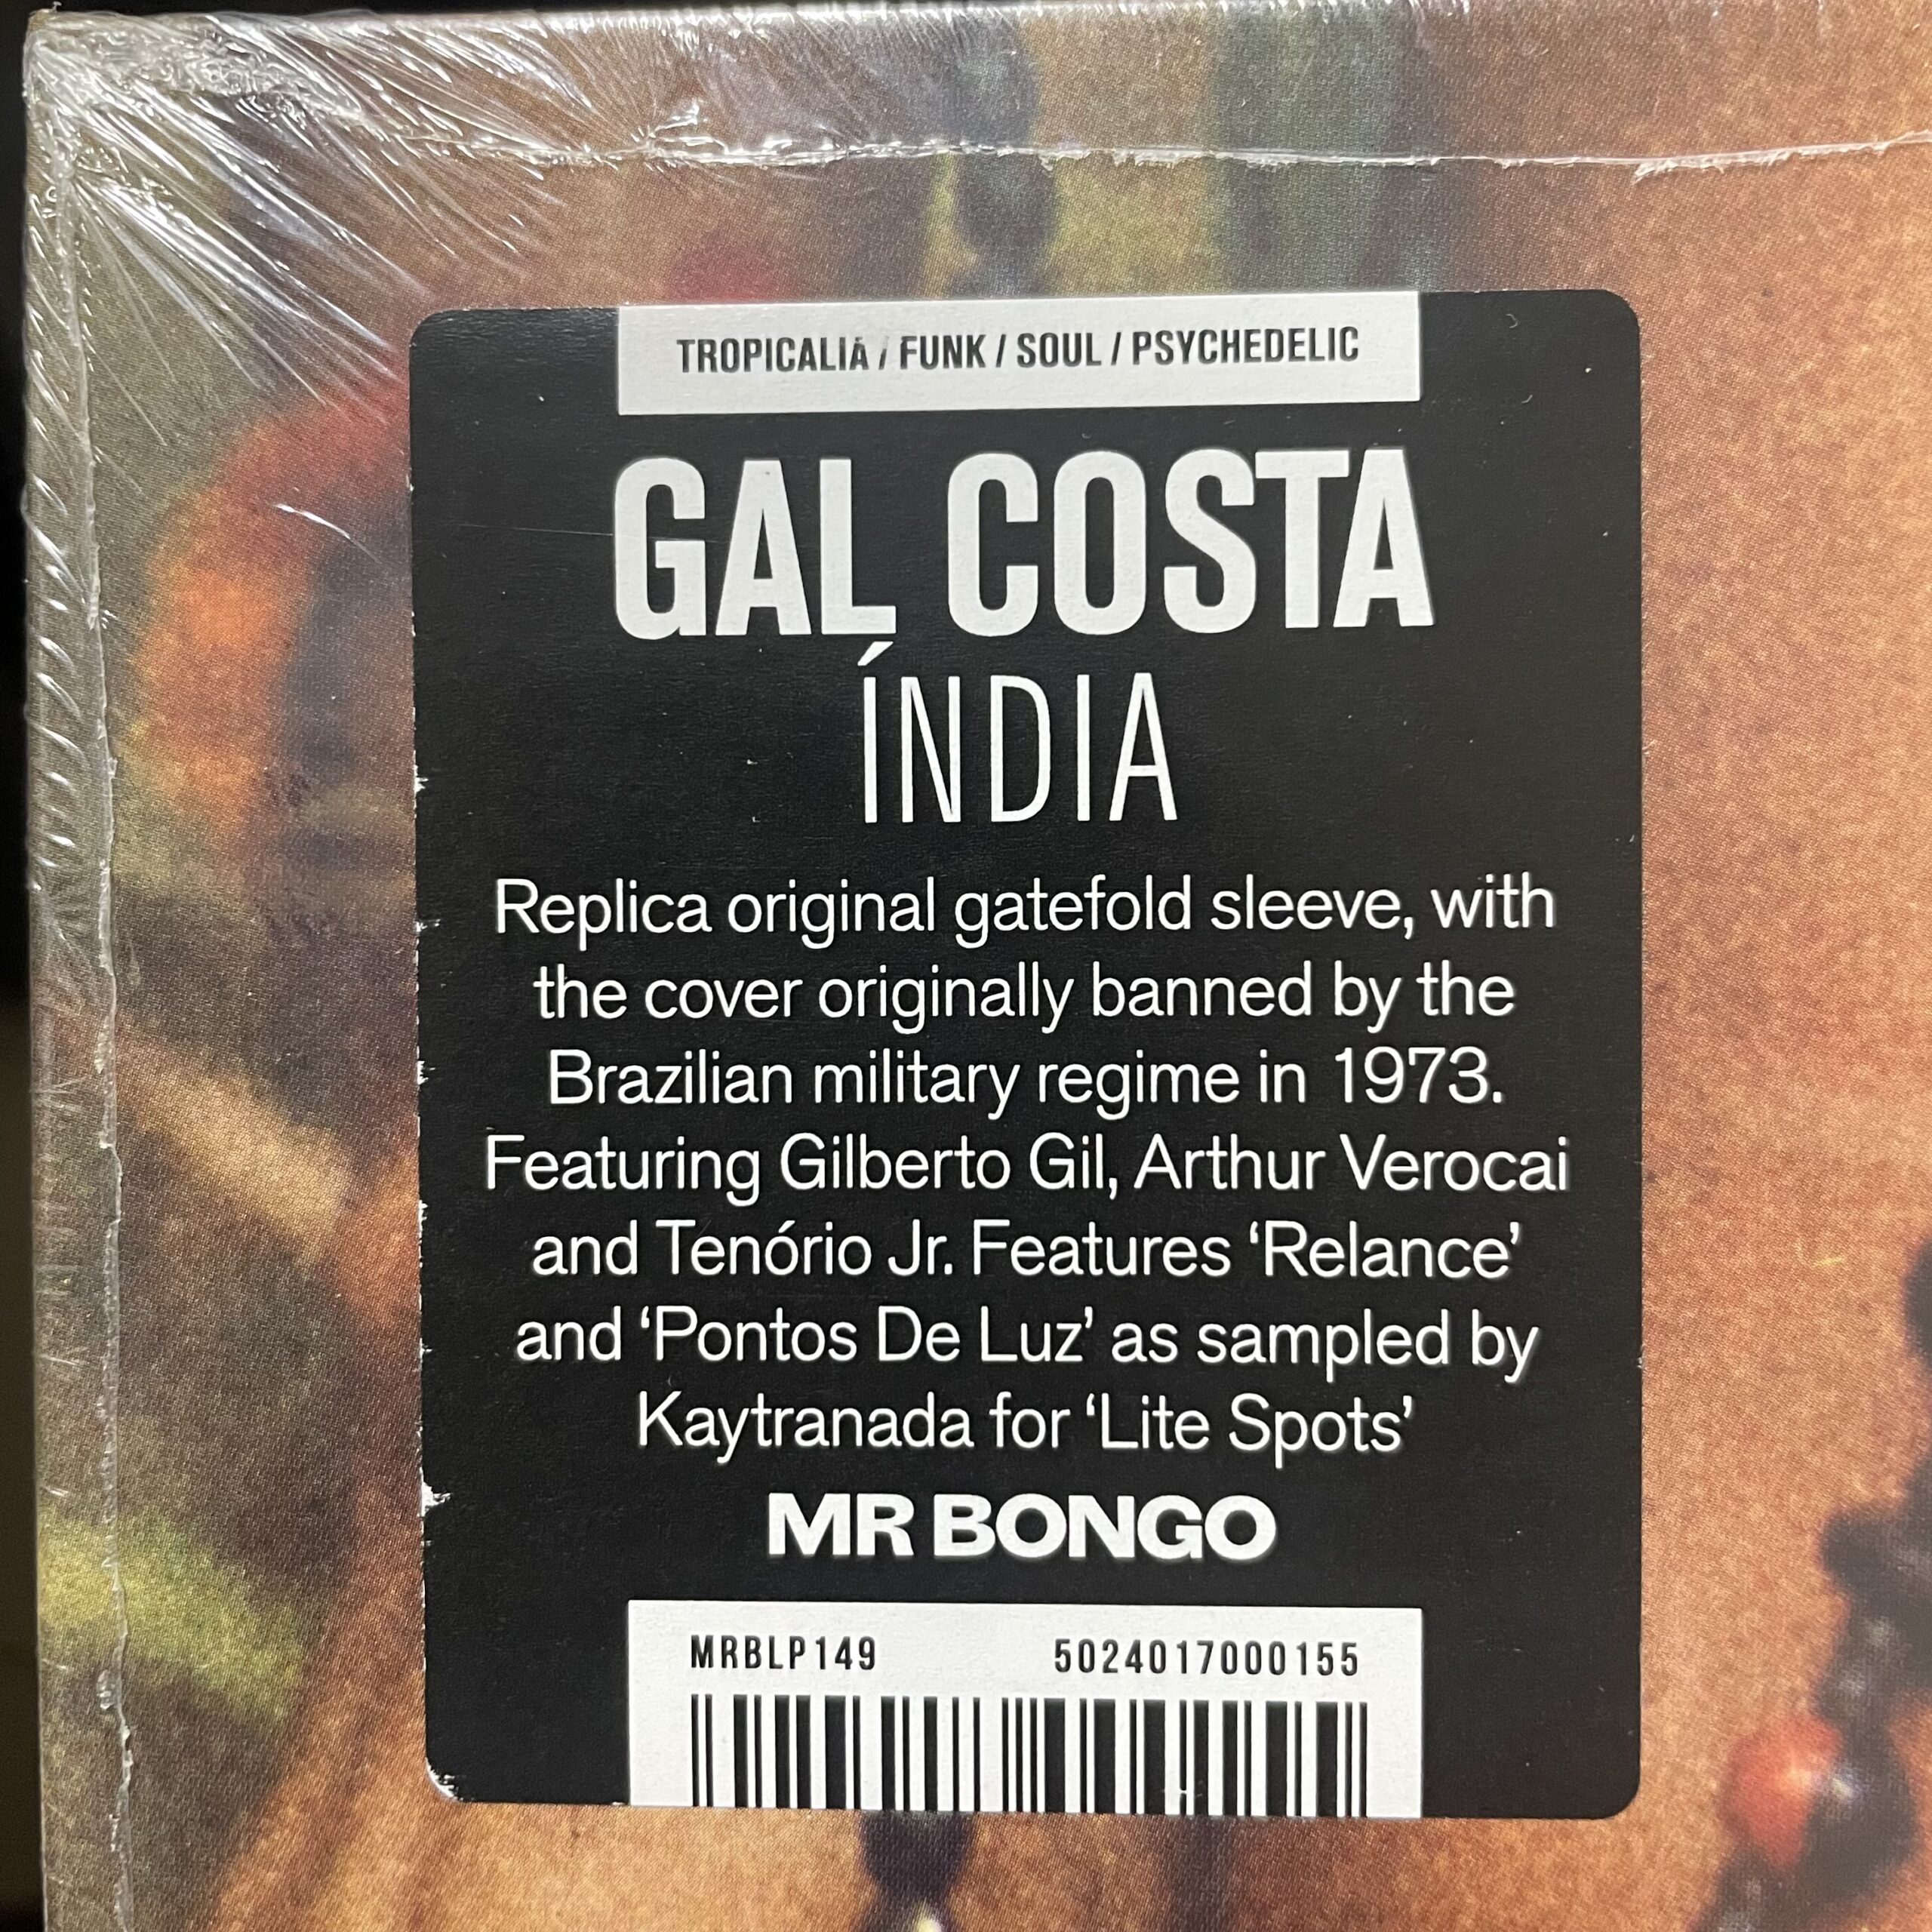 TROPICALIÁ / FUNK / SOUL / PSYCHEDELIC
GAL COSTA
ÍNDIA
Replica original gatefold sleeve, with
the cover originally banned by the
Brazilian military regime in 1973.
Featuring Gilberto Gil, Arthur Verocai
and Tenório Jr. Features ‘Relance’
and ‘Pontos De Luz’ as sampled by
Kaytranada for ‘Lite Spots’
MR BONGO
MRBLP149 5024017000155